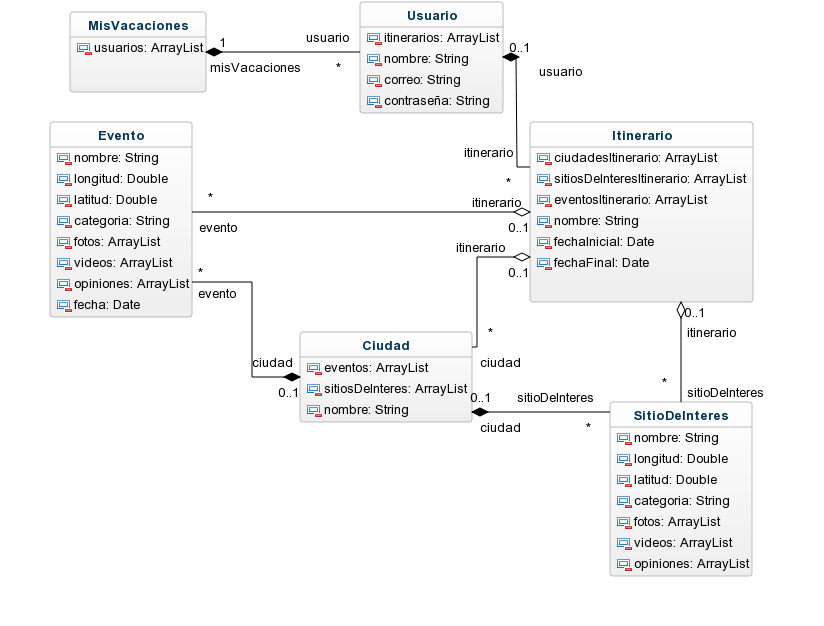 MisVacaciones
usuarios: ArrayList
1
misVacaciones
usuario
*
Usuario
itinerarios: ArrayList
nombre: String
correo: String
contraseña: String
0..1
usuario
itinerario
*
Evento
nombre: String
longitud: Double
latitud: Double
categoria: String
fotos: ArrayList
videos: ArrayList
opiniones: ArrayList
fecha: Date
*
evento
itinerario
0..1
Itinerario
ciudadesItinerario: ArrayList
sitiosDeInteresItinerario: ArrayList
eventosItinerario: ArrayList
nombre: String
fechaInicial: Date
fechaFinal: Date
itinerario
0..1
*
ciudad
*
evento
ciudad
0..1
Ciudad
eventos: ArrayList
sitiosDeInteres: ArrayList
nombre: String
0..1
ciudad
sitioDeInteres
*
0..1
itinerario
*
sitioDeInteres
SitioDeInteres
nombre: String
longitud: Double
latitud: Double
categoria: String
fotos: ArrayList
videos: ArrayList
opiniones: ArrayList